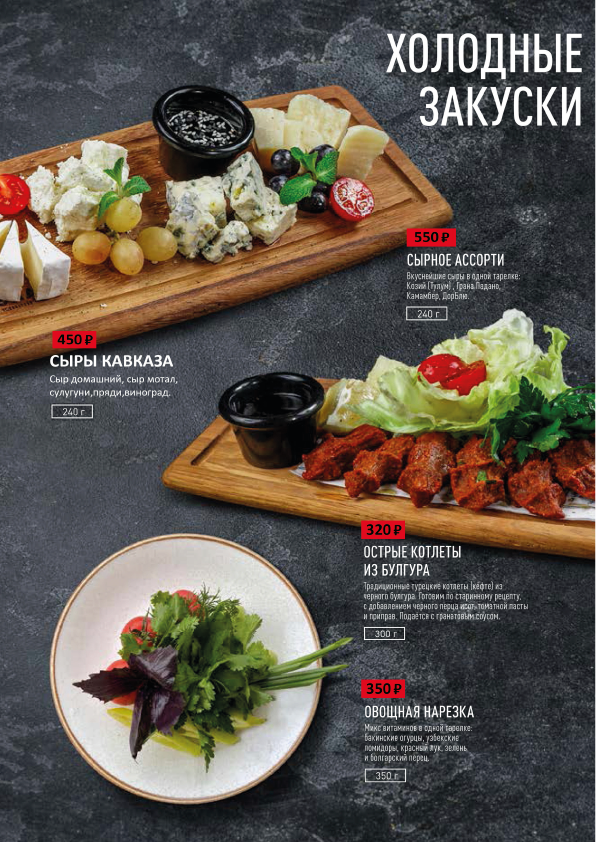 ХОЛОДНЫЕ
ЗАКУСКИ
550 ₽
СЫРНОЕ АССОРТИ
Вкуснейшие сыры в одной тарелке:
Козий (Тулум) , Грана Падано,
Камамбер, ДорБлю.
240 г
450 ₽
СЫРЫ КАВКАЗА
Сыр домашний, сыр мотал,
сулугуни,пряди,виноград.
240 г
320 ₽
ОСТРЫЕ КОТЛЕТЫ
ИЗ БУЛГУРА
Традиционные турецкие котлеты (кёфте) из
черного булгура. Готовим по старинному рецепту,
с добавлением черного перца исот, томатной пасты
и приправ. Подаётся с гранатовым соусом.
300 г
350 ₽
ОВОЩНАЯ НАРЕЗКА
Микс витаминов в одной тарелке:
бакинские огурцы, узбекские
помидоры, красный лук, зелень
и болгарский перец.
350 г